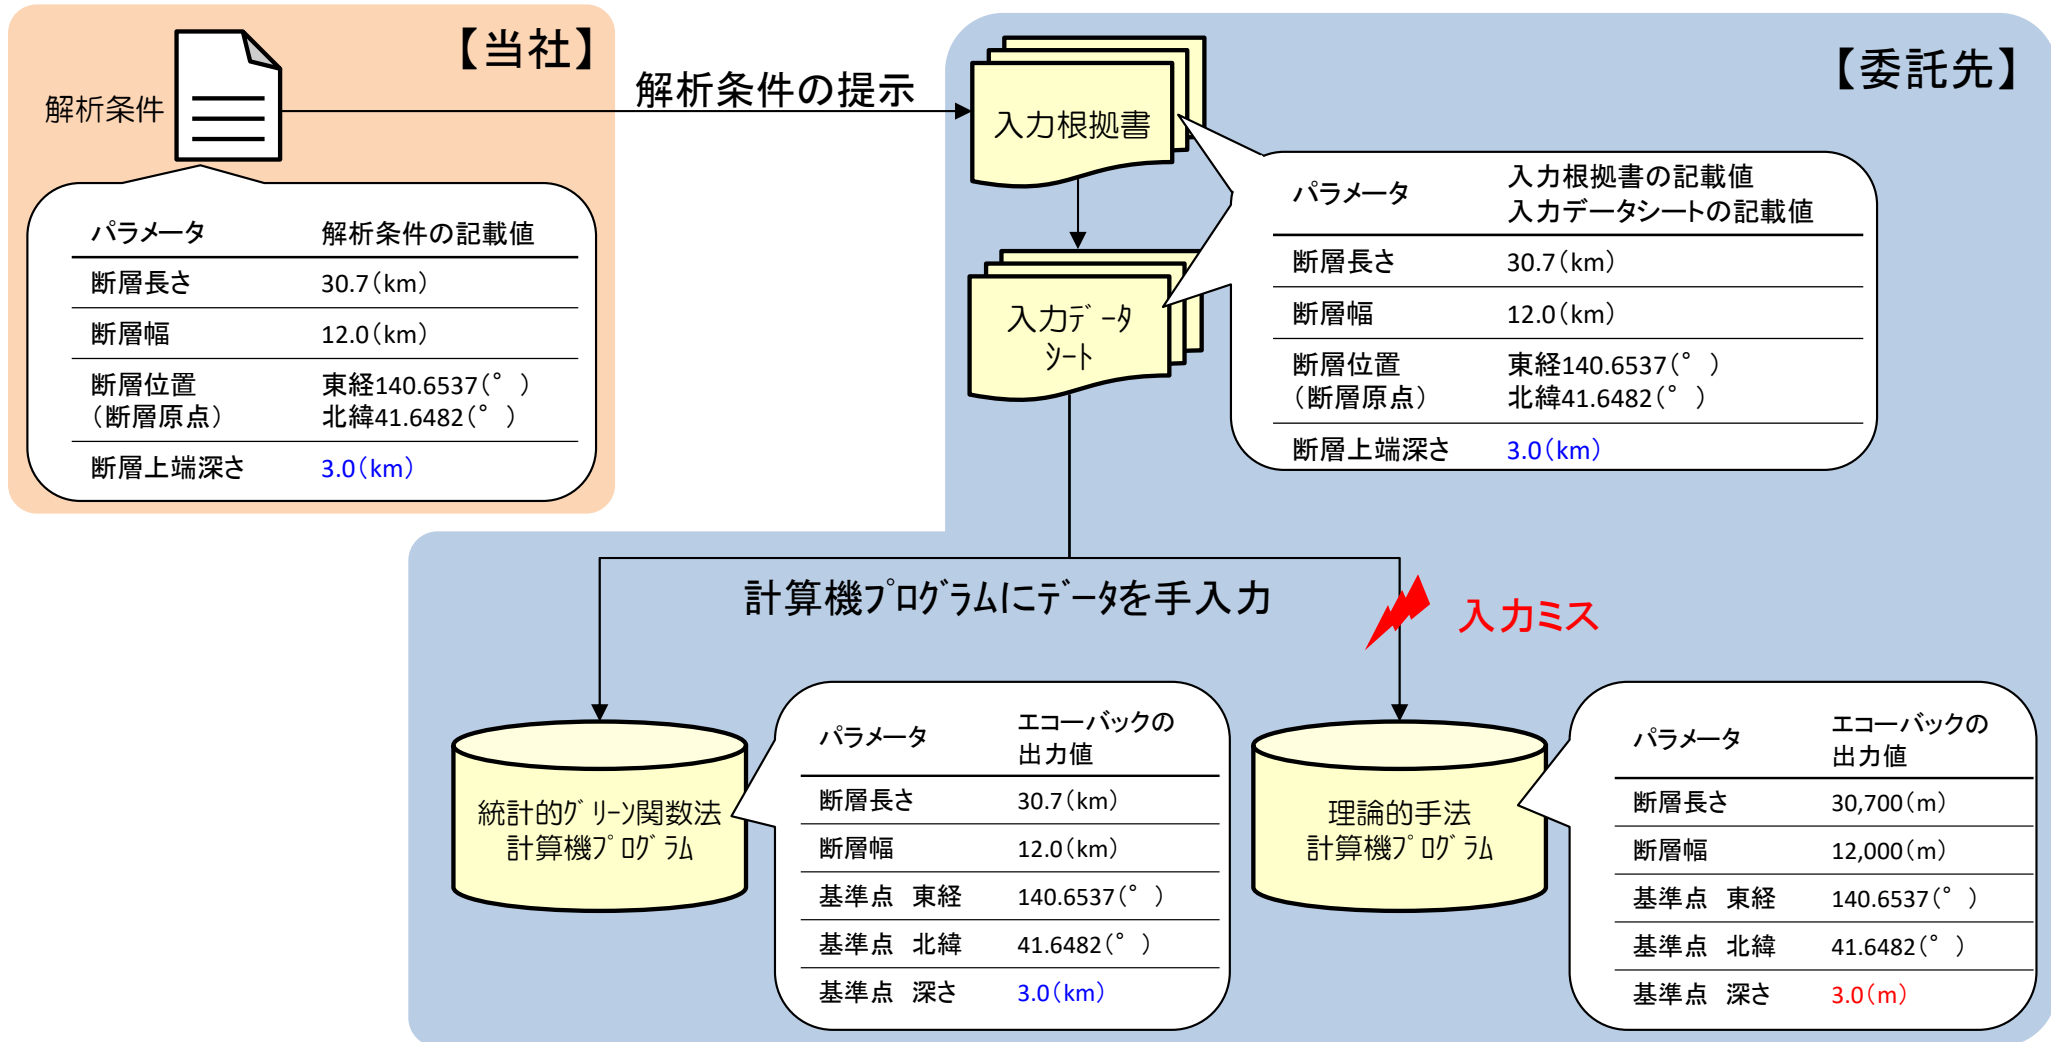 【当社】
解析条件
解析条件の提示
【委託先】
入力根拠書
パラメータ 解析条件の記載値
断層長さ 30.7(km)
断層幅 12.0(km)
断層位置 東経140.6537(°)
(断層原点) 北緯41.6482(°)
断層上端深さ 3.0(km)
入力ﾃﾞｰﾀ
ｼｰﾄ
パラメータ 入力根拠書の記載値
入力データシートの記載値
断層長さ 30.7(km)
断層幅 12.0(km)
断層位置 東経140.6537(°)
(断層原点) 北緯41.6482(°)
断層上端深さ 3.0(km)
計算機ﾌﾟﾛｸﾞﾗﾑにﾃﾞｰﾀを手入力
入力ミス
統計的ｸﾞﾘｰﾝ関数法
計算機ﾌﾟﾛｸﾞﾗﾑ
パラメータ エコーバックの
出力値
断層長さ 30.7(km)
断層幅 12.0(km)
基準点 東経 140.6537(°)
基準点 北緯 41.6482(°)
基準点 深さ 3.0(km)
理論的手法
計算機ﾌﾟﾛｸﾞﾗﾑ
パラメータ エコーバックの
出力値
断層長さ 30,700(m)
断層幅 12,000(m)
基準点 東経 140.6537(°)
基準点 北緯 41.6482(°)
基準点 深さ 3.0(m)